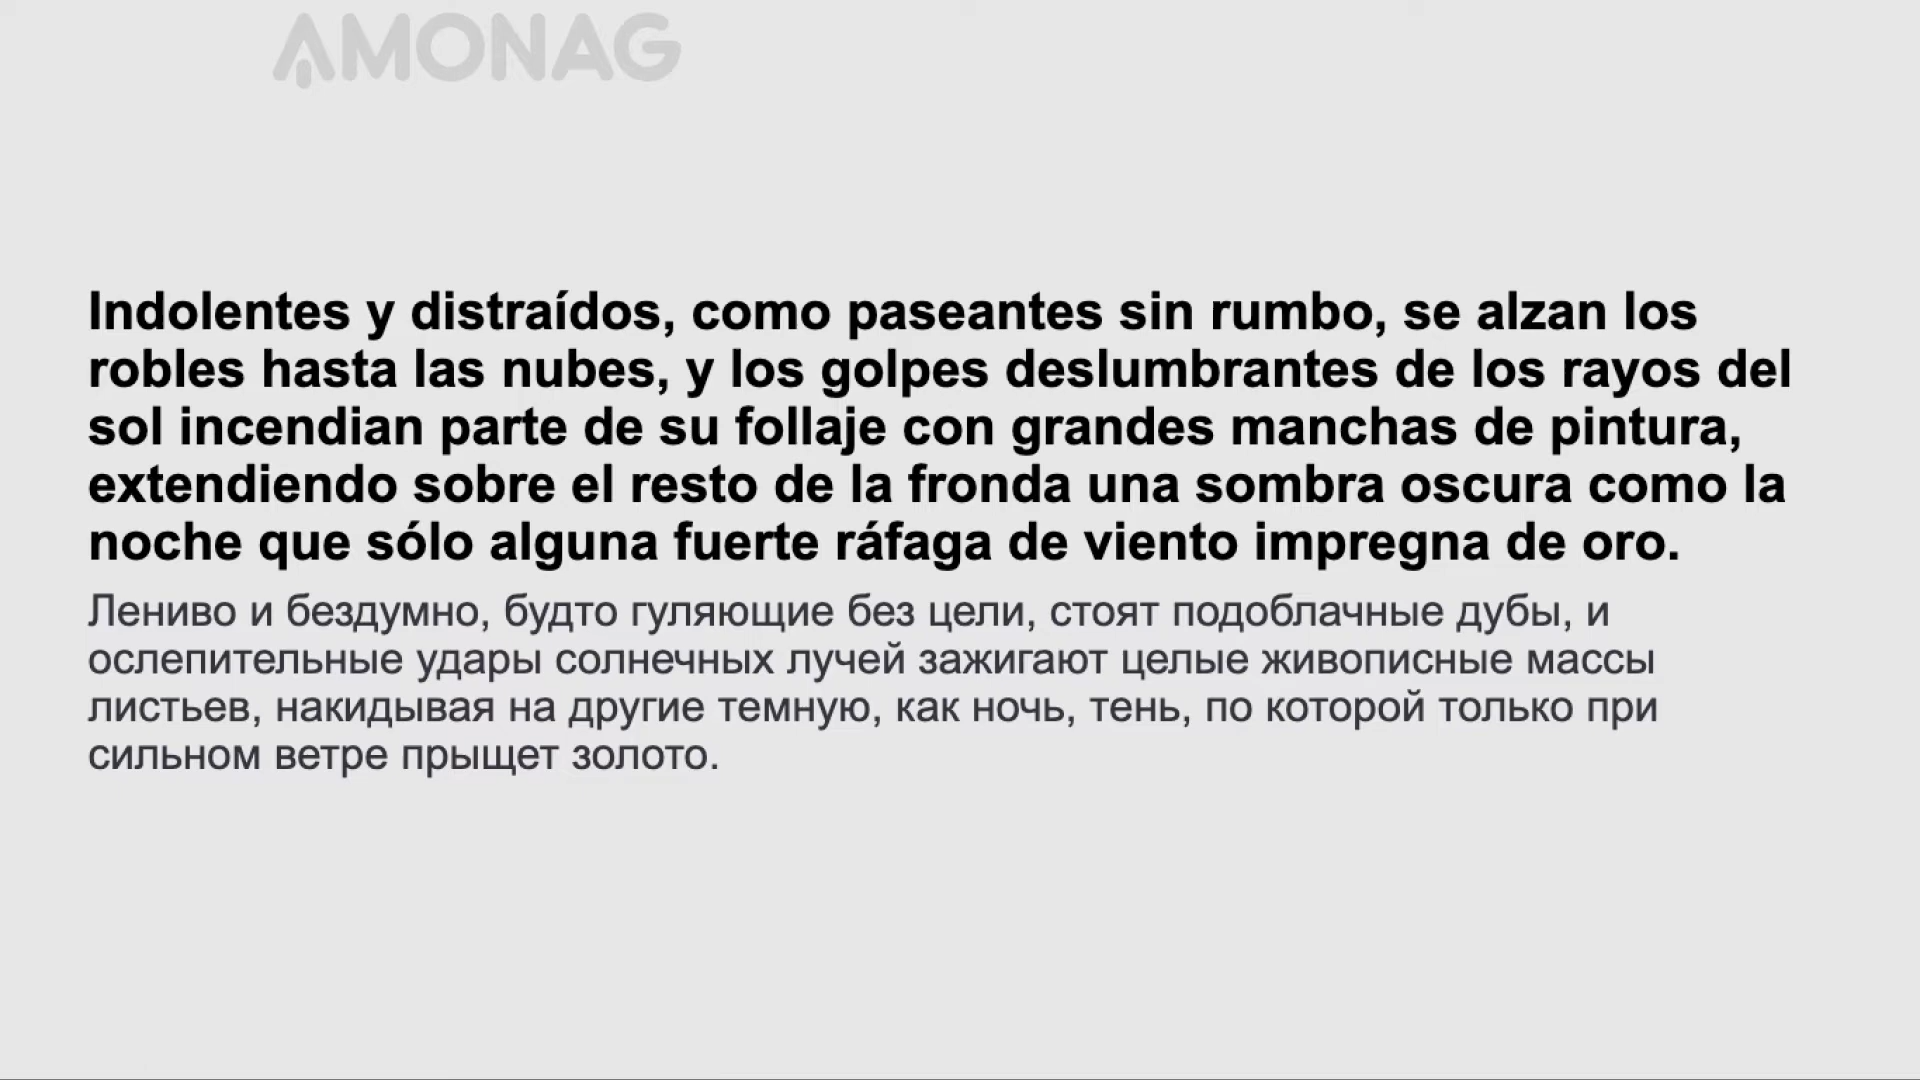 AMONAG
Indolentes y distraídos, como paseantes sin rumbo, se alzan los
robles hasta las nubes, y los golpes deslumbrantes de los rayos del
sol incendian parte de su follaje con grandes manchas de pintura,
extendiendo sobre el resto de la fronda una sombra oscura como la
noche que sólo alguna fuerte ráfaga de viento impregna de oro.
Лениво и бездумно, будто гуляющие без цели, стоят подоблачные дубы, и
ослепительные удары солнечных лучей зажигают целые живописные массы
листьев, накидывая на другие темную, как ночь, тень, по которой только при
сильном ветре прыщет золото.